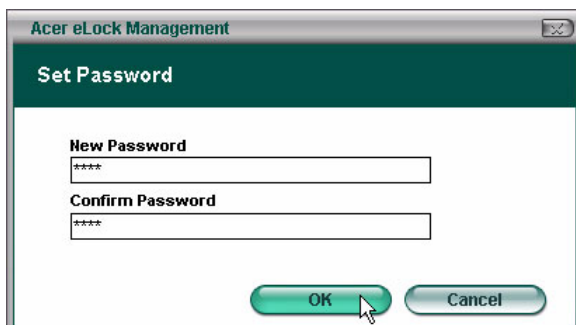 Acer eLock Management
Set Password
New Password
****
Confirm Password
****
OK Cancel